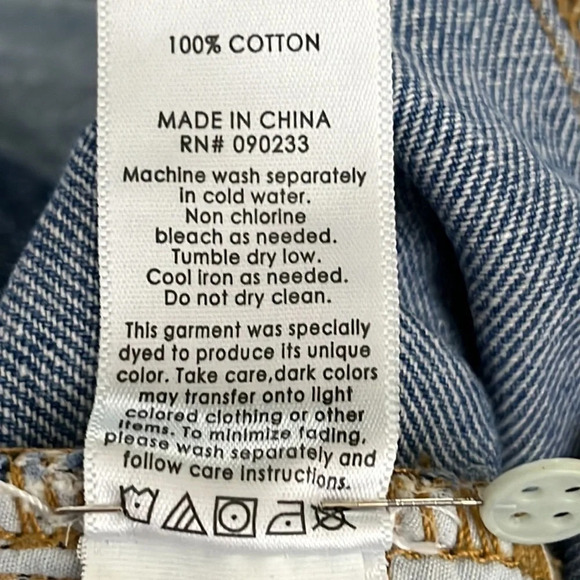 100% COTTON
MADE IN CHINA
RN# 090233
Machine wash separately
in cold water.
Non chlorine
bleach as needed.
Tumble dry low.
Cool iron as needed.
Do not dry clean.
This garment was specially
dyed to produce its unique
color. Take care,dark colors
may transfer onto light
colored clothing or other
items. To minimize fading,
please wash separately and
follow care instructions.